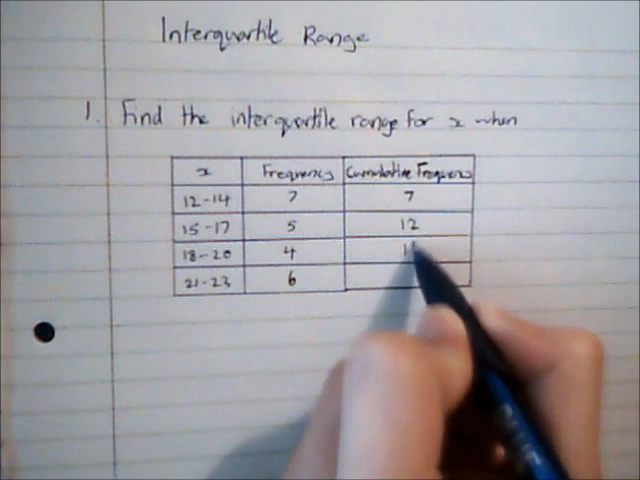 Interquartile Range
1. Find the interquartile range for x when
x Frequency Cumulative Frequency
12-14 7 7
15-17 5 12
18-20 4
21-23 6